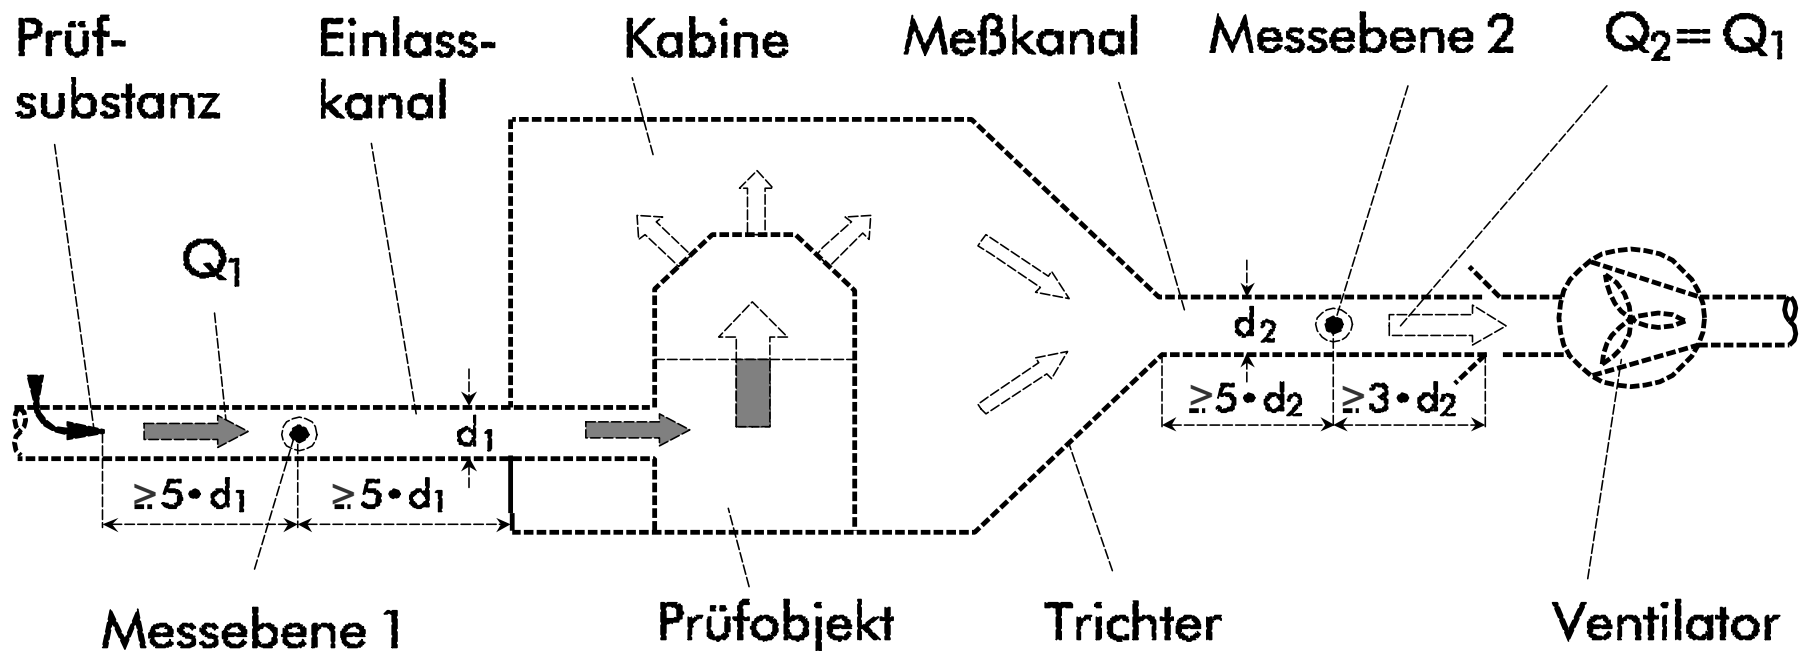 Prüf-
substanz
Einlass-
kanal
Kabine
Meßkanal
Messebene 2
Q₂=Q₁
Q₁
d₂
≥5•d₂
≥3•d₂
d₁
≥5•d₁
≥5•d₁
Messebene 1
Prüfobjekt
Trichter
Ventilator